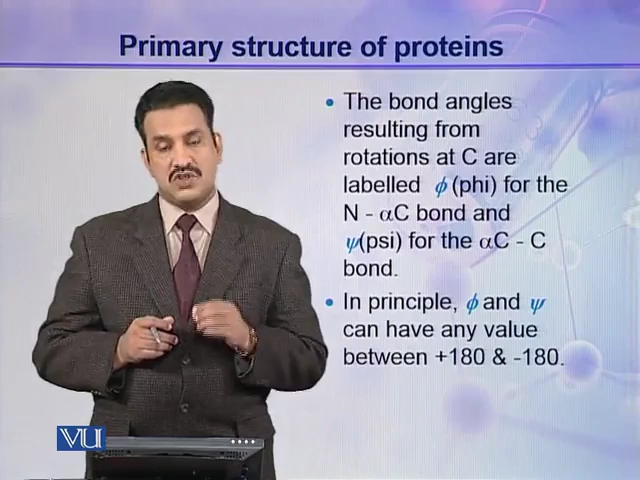 Primary structure of proteins
• The bond angles
resulting from
rotations at C are
labelled ϕ (phi) for the
N - αC bond and
ψ(psi) for the αC - C
bond.
• In principle, ϕ and ψ
can have any value
between +180 & -180.
VU